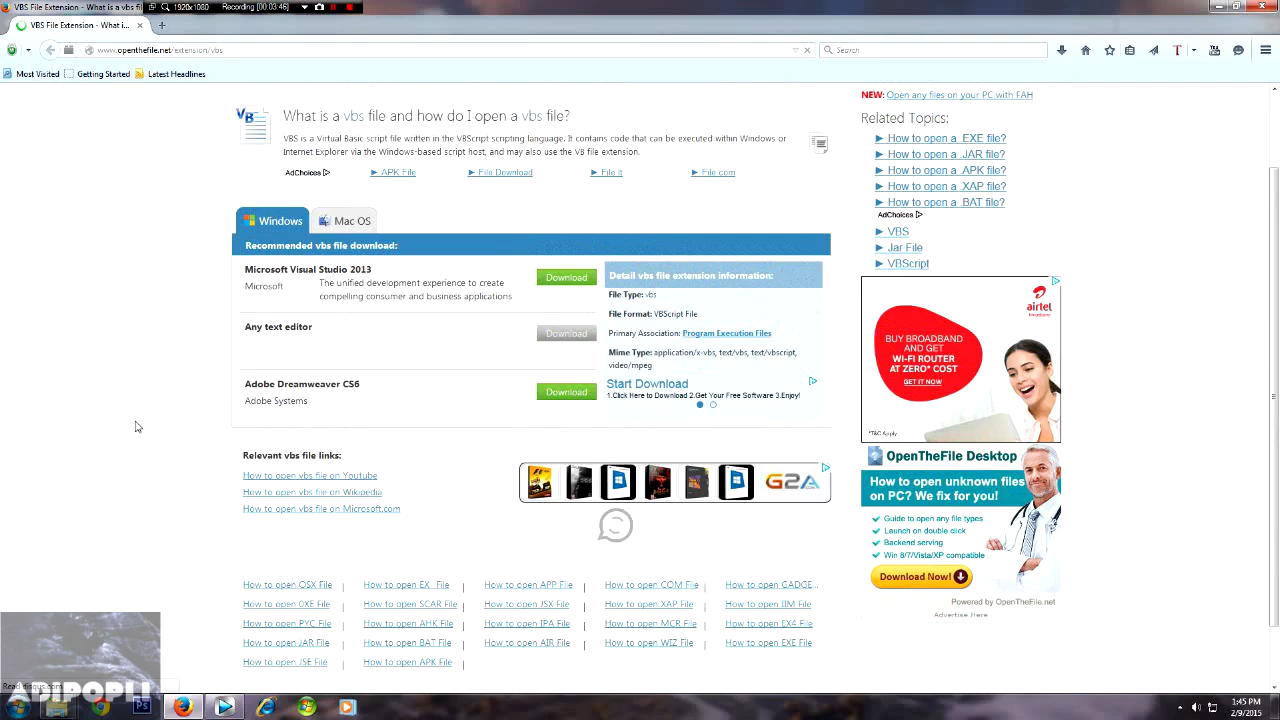 VBS File Extension - What is a vbs fil
1920x1080
Recording [00:03:46]
VBS File Extension - What i...
www.openthefile.net/extension/vbs
Search
Most Visited
Getting Started
Latest Headlines
What is a vbs file and how do I open a vbs file?
VBS is a Virtual Basic script file written in the VBScript scripting language. It contains code that can be executed within Windows or
Internet Explorer via the Windows-based script host, and may also use the VB file extension.
AdChoices
► APK File
► File Download
► File It
► File com
Windows
Mac OS
Recommended vbs file download:
Microsoft Visual Studio 2013
Microsoft
The unified development experience to create
compelling consumer and business applications
Download
Any text editor
Download
Adobe Dreamweaver CS6
Adobe Systems
Download
Detail vbs file extension information:
File Type: vbs
File Format: VBScript File
Primary Association: Program Execution Files
Mime Type: application/x-vbs, text/vbs, text/vbscript,
video/mpeg
Start Download
1.Click Here to Download 2.Get Your Free Software 3.Enjoy!
Relevant vbs file links:
How to open vbs file on Youtube
How to open vbs file on Wikipedia
How to open vbs file on Microsoft.com
G2A
How to open OSX File
How to open EX_ File
How to open APP File
How to open COM File
How to open GADGE...
How to open OXE File
How to open SCAR File
How to open JSX File
How to open XAP File
How to open IIM File
How to open PYC File
How to open AHK File
How to open IPA File
How to open MCR File
How to open EX4 File
How to open JAR File
How to open BAT File
How to open AIR File
How to open WIZ File
How to open EXE File
How to open JSE File
How to open APK File
NEW: Open any files on your PC with FAH
Related Topics:
► How to open a .EXE file?
► How to open a .JAR file?
► How to open a .APK file?
► How to open a .XAP file?
► How to open a .BAT file?
AdChoices
► VBS
► Jar File
► VBScript
airtel
broadband
BUY BROADBAND
AND GET
WI-FI ROUTER
AT ZERO* COST
GET IT NOW
*T&C Apply
OpenTheFile Desktop
How to open unknown files
on PC? We fix for you!
Guide to open any file types
Launch on double click
Backend serving
Win 8/7/Vista/XP compatible
Download Now!
Powered by OpenTheFile.net
Advertise Here
Read disqus.com
ADIPOPLI
Ps
1:45 PM
2/9/2015